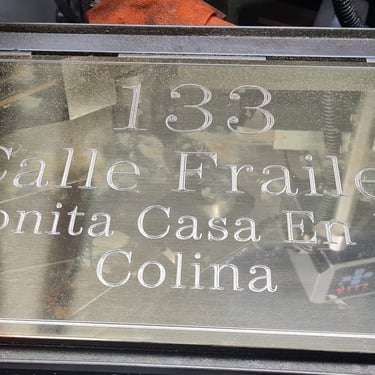 133
Calle Fraile
onita Casa En
Colina